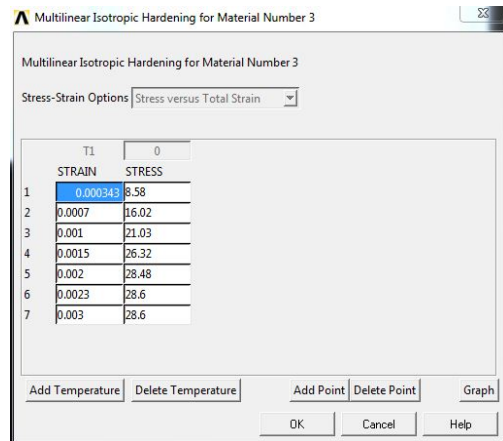 Multilinear Isotropic Hardening for Material Number 3
Multilinear Isotropic Hardening for Material Number 3
Stress-Strain Options Stress versus Total Strain
T1 0
STRAIN STRESS
1 0.000343 8.58
2 0.0007 16.02
3 0.001 21.03
4 0.0015 26.32
5 0.002 28.48
6 0.0023 28.6
7 0.003 28.6
Add Temperature Delete Temperature Add Point Delete Point Graph
OK Cancel Help